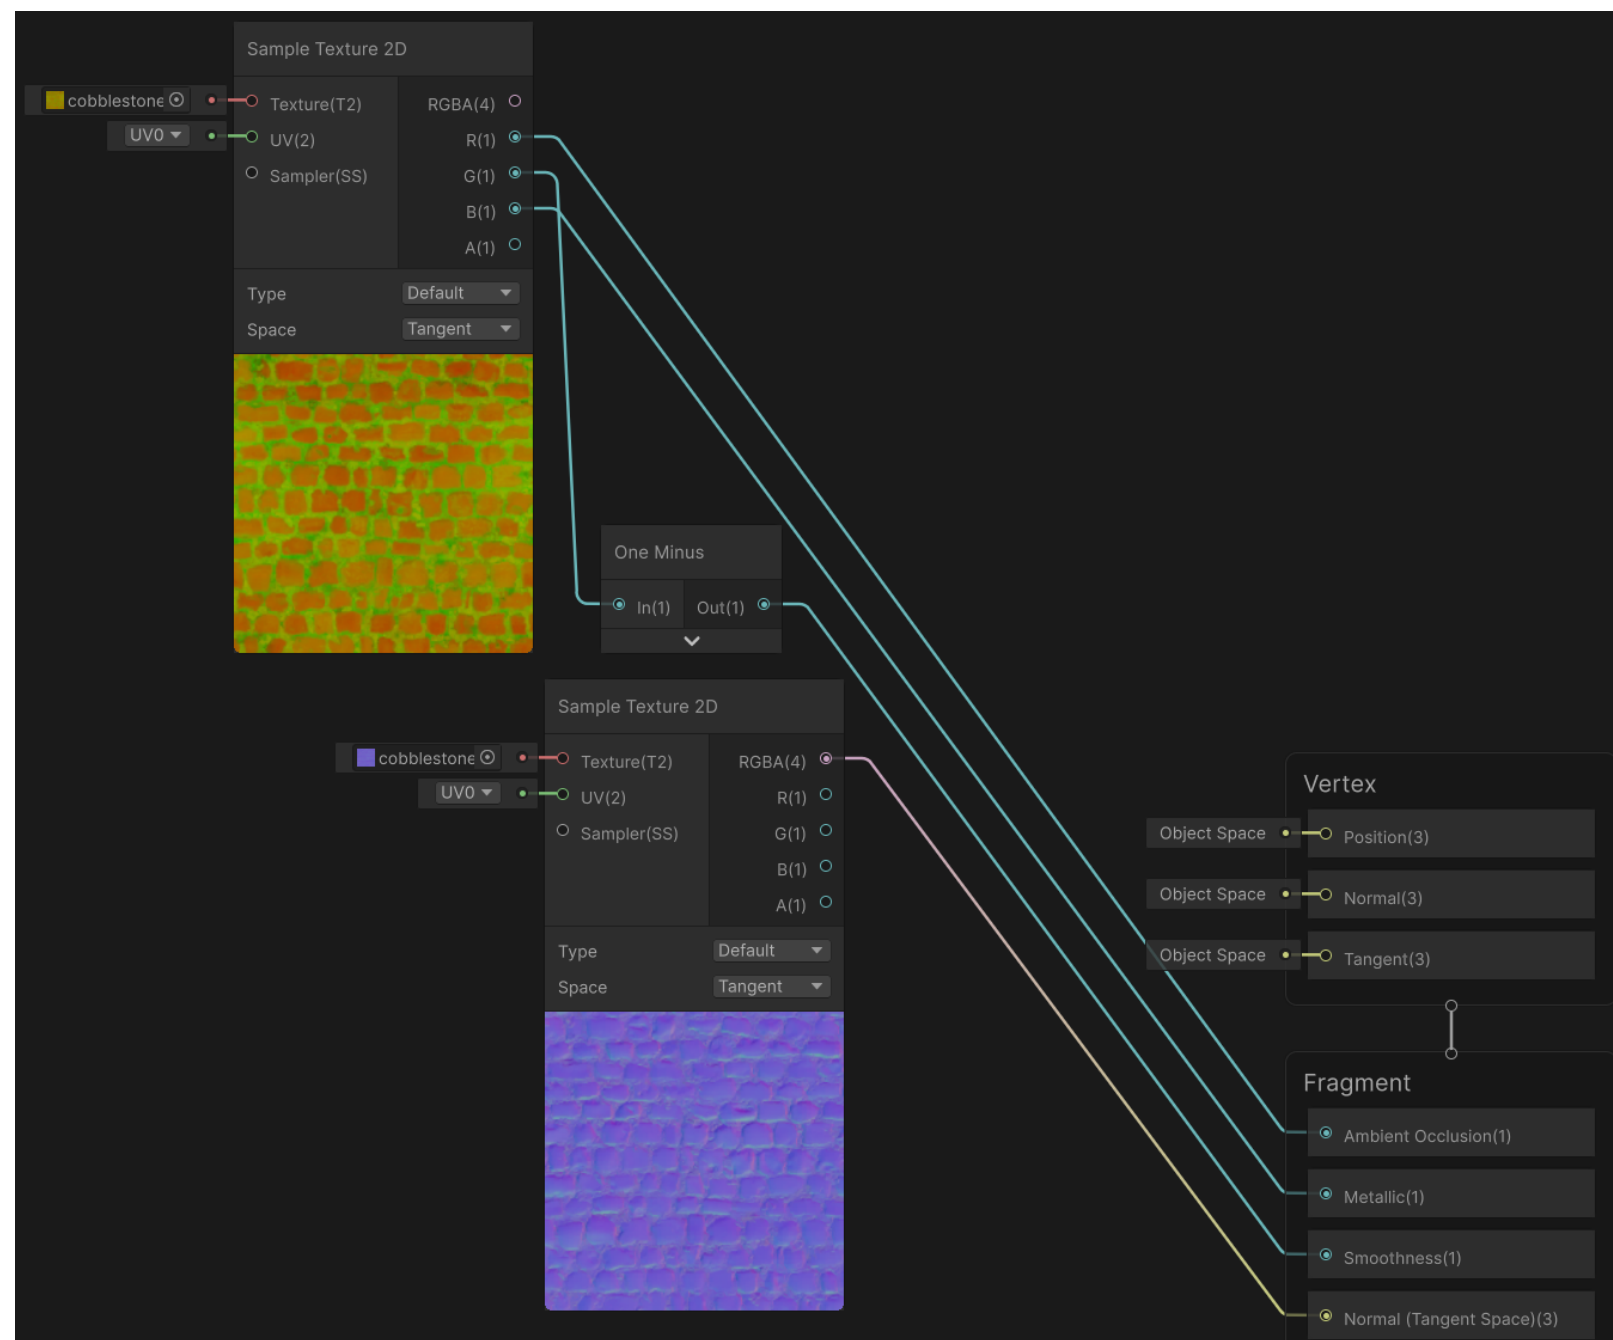 Sample Texture 2D
cobblestone
Texture(T2)
RGBA(4)
UV0
UV(2)
R(1)
Sampler(SS)
G(1)
B(1)
A(1)
Type
Default
Space
Tangent
One Minus
In(1)
Out(1)
Sample Texture 2D
cobblestone
Texture(T2)
RGBA(4)
UV0
UV(2)
R(1)
Sampler(SS)
G(1)
B(1)
A(1)
Type
Default
Space
Tangent
Vertex
Object Space
Position(3)
Object Space
Normal(3)
Object Space
Tangent(3)
Fragment
Ambient Occlusion(1)
Metallic(1)
Smoothness(1)
Normal (Tangent Space)(3)